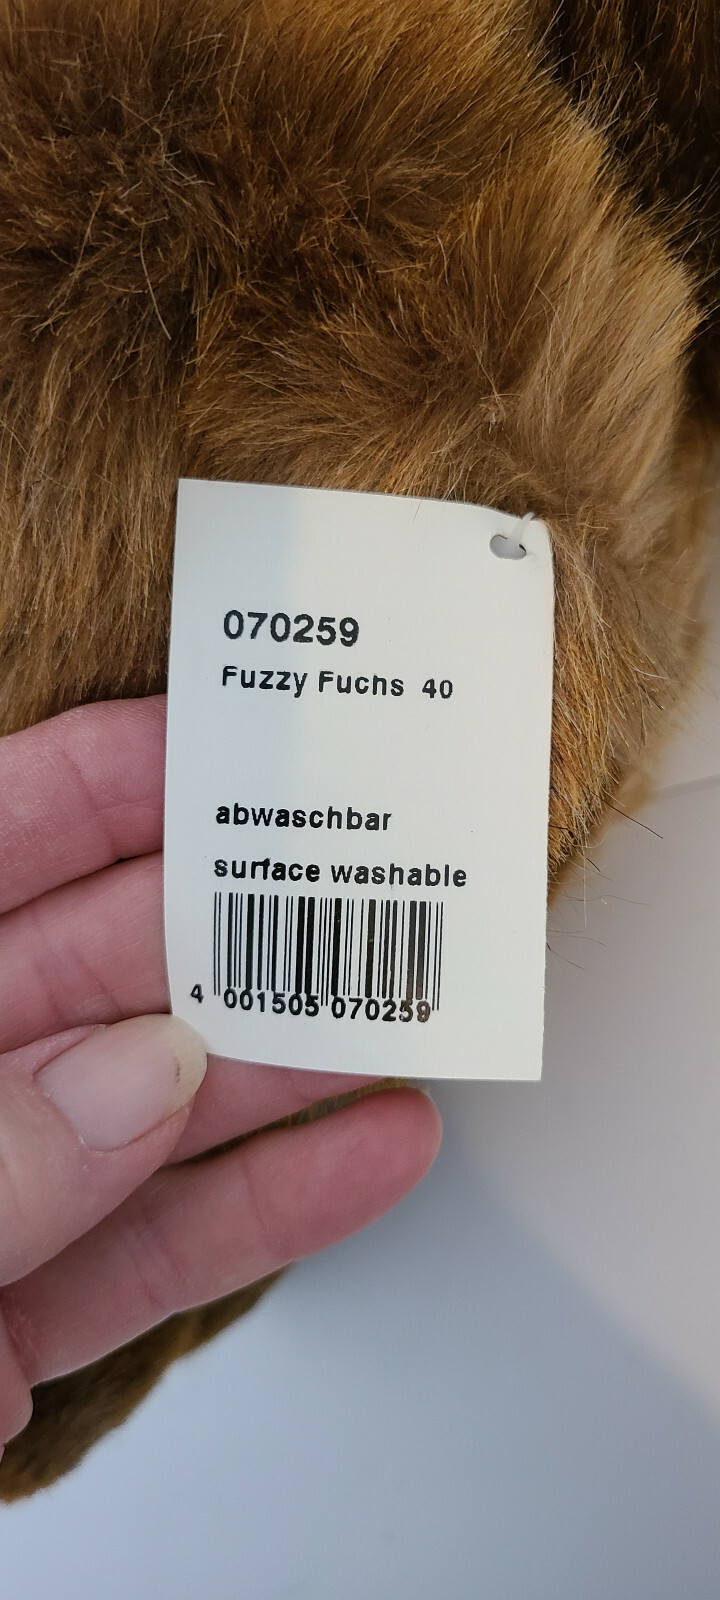 070259
Fuzzy Fuchs 40
abwaschbar
surface washable
4 001505 070259